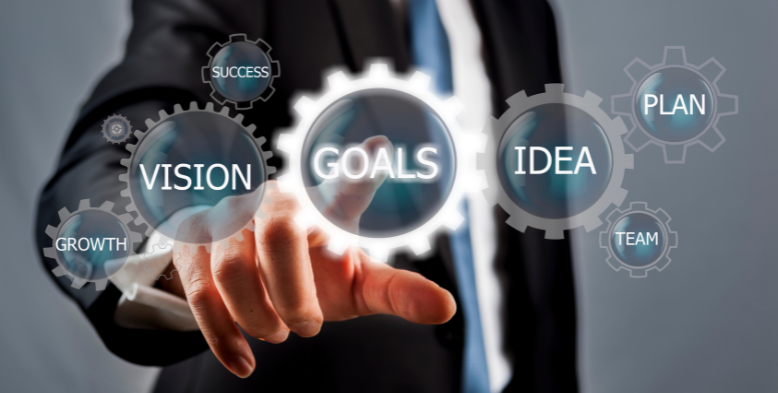 SUCCESS
PLAN
VISION
GOALS
IDEA
GROWTH
TEAM